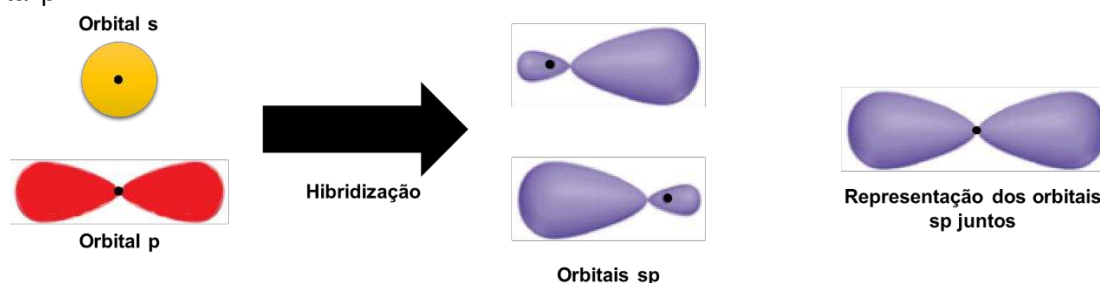 Orbital s
Hibridização
Orbital p
Orbitais sp
Representação dos orbitais
sp juntos